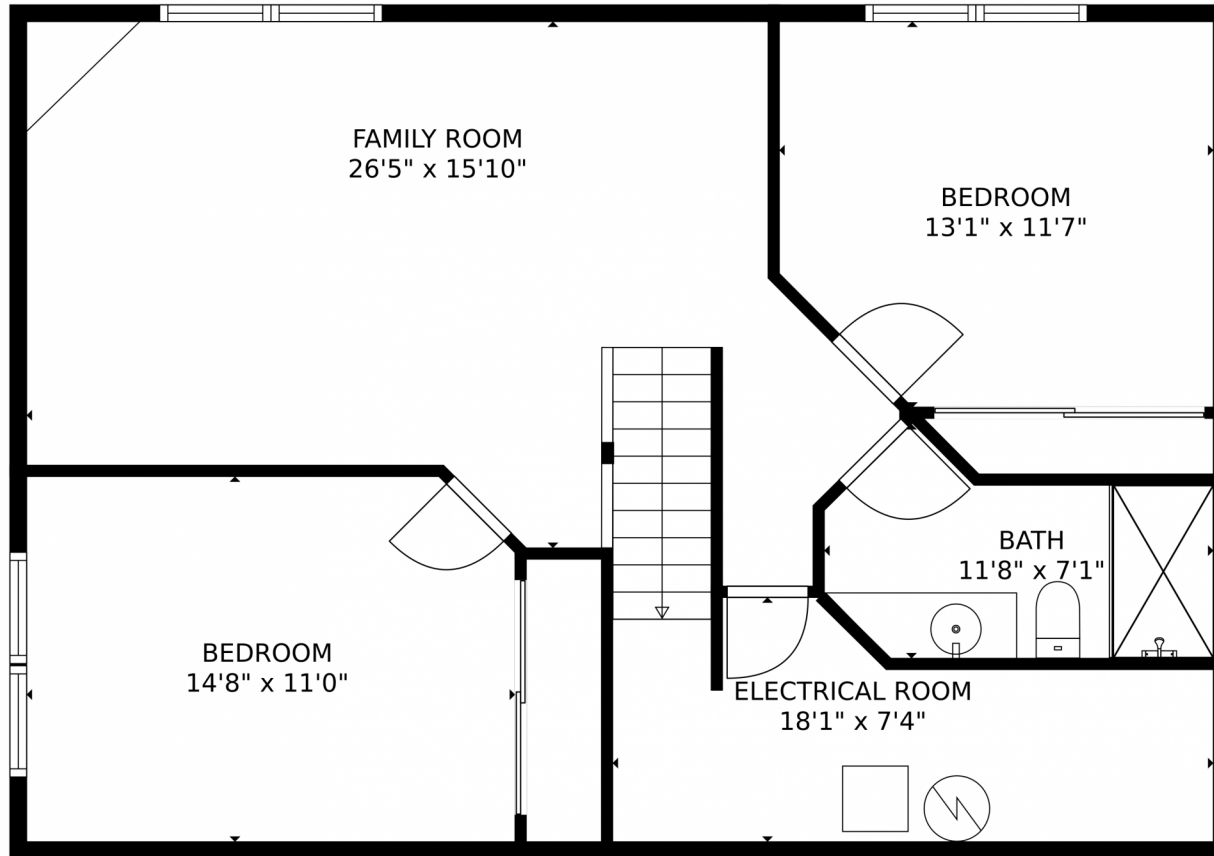 FAMILY ROOM
26'5" x 15'10"
BEDROOM
13'1" x 11'7"
BATH
11'8" x 7'1"
BEDROOM
14'8" x 11'0"
ELECTRICAL ROOM
18'1" x 7'4"